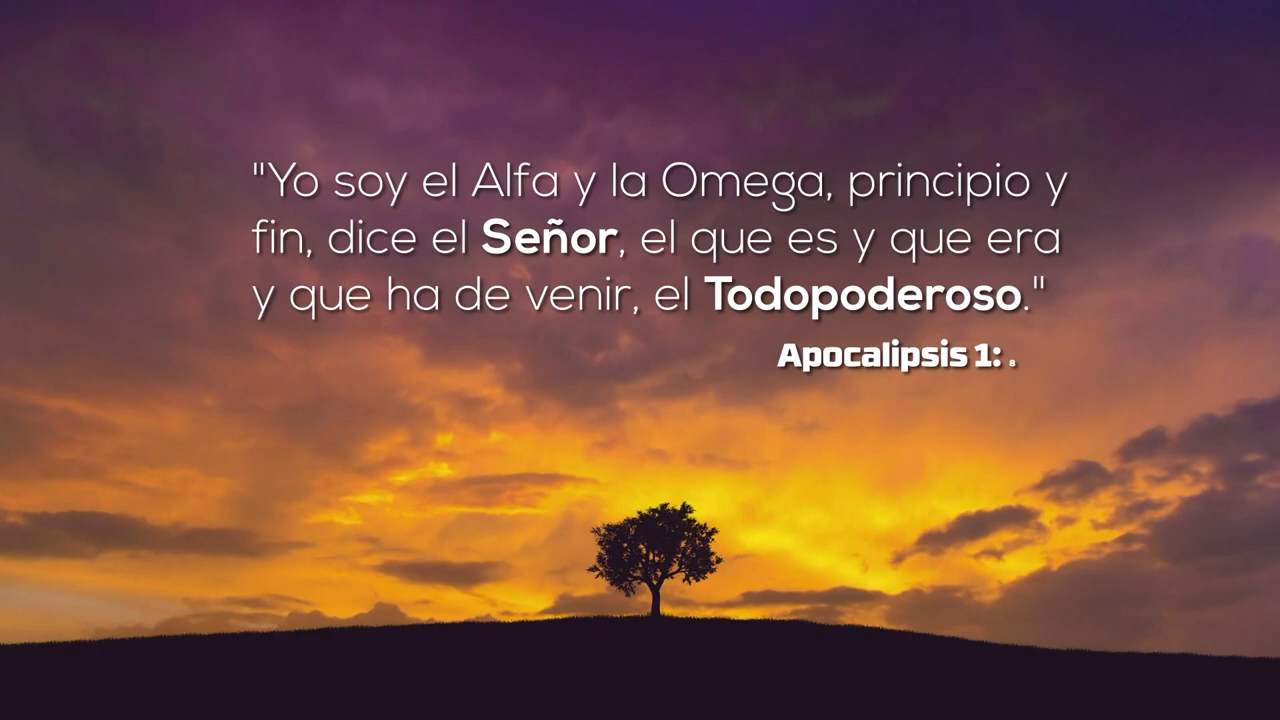 "Yo soy el Alfa y la Omega, principio y
fin, dice el Señor, el que es y que era
y que ha de venir, el Todopoderoso."
Apocalipsis 1: 8